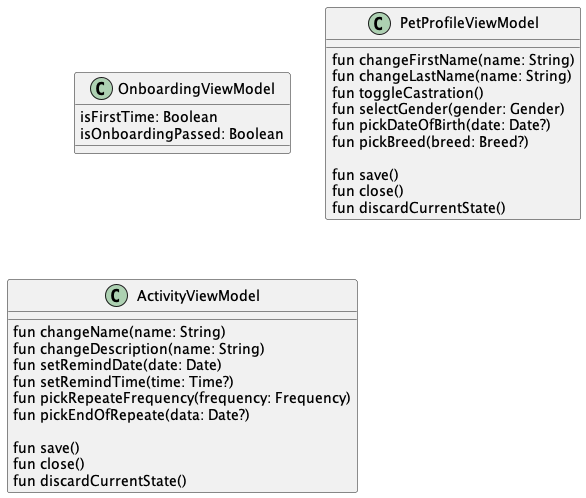 C PetProfileViewModel
fun changeFirstName(name: String)
fun changeLastName(name: String)
fun toggleCastration()
fun selectGender(gender: Gender)
fun pickDateOfBirth(date: Date?)
fun pickBreed(breed: Breed?)
fun save()
fun close()
fun discardCurrentState()
C OnboardingViewModel
isFirstTime: Boolean
isOnboardingPassed: Boolean
C ActivityViewModel
fun changeName(name: String)
fun changeDescription(name: String)
fun setRemindDate(date: Date)
fun setRemindTime(time: Time?)
fun pickRepeateFrequency(frequency: Frequency)
fun pickEndOfRepeate(data: Date?)
fun save()
fun close()
fun discardCurrentState()